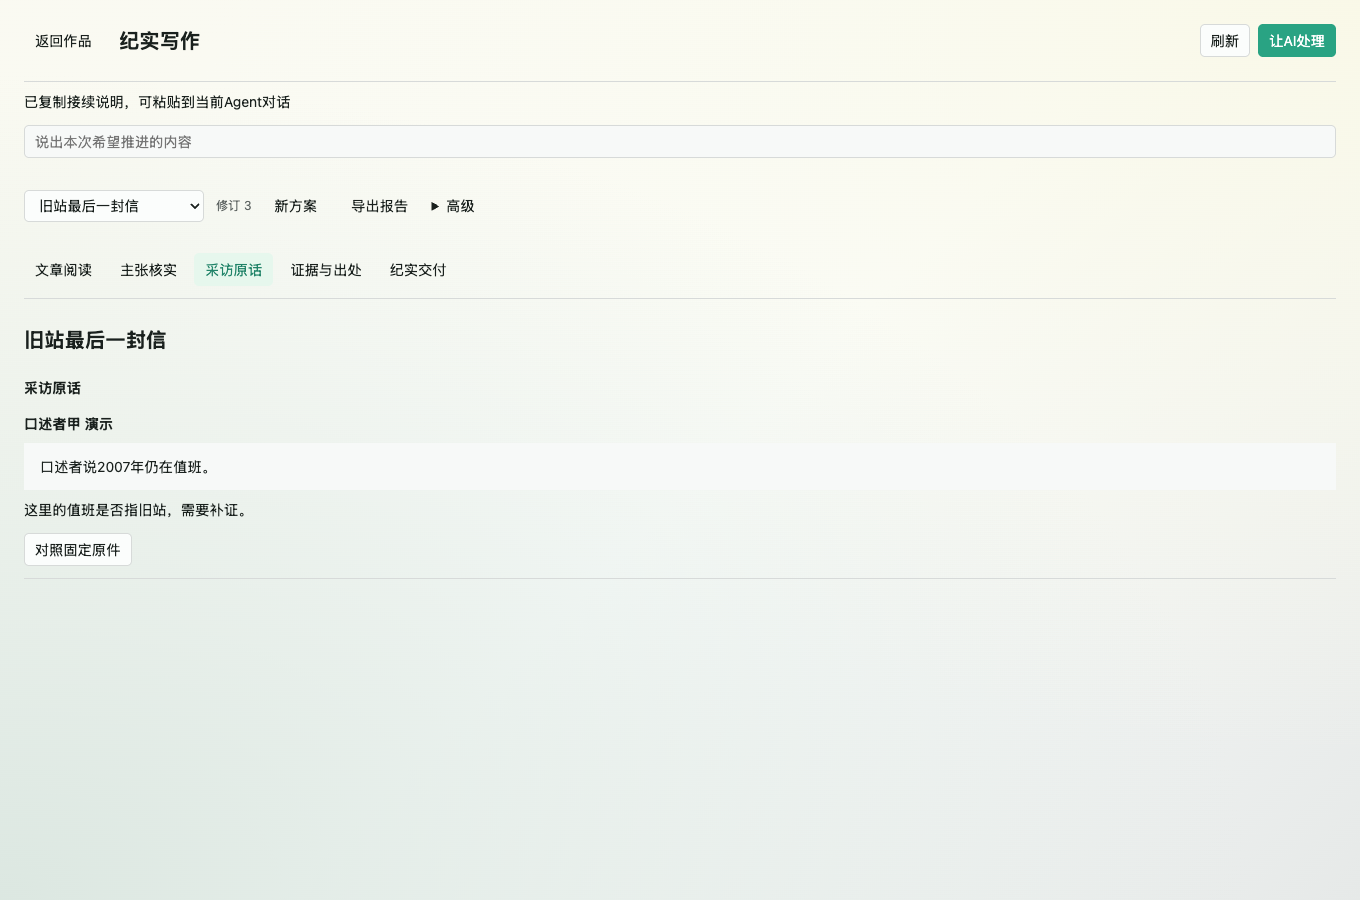 返回作品 纪实写作 刷新 让AI处理
已复制接续说明，可粘贴到当前Agent对话
说出本次希望推进的内容
旧站最后一封信 修订 3 新方案 导出报告 ▶ 高级
文章阅读 主张核实 采访原话 证据与出处 纪实交付
旧站最后一封信
采访原话
口述者甲 演示
口述者说2007年仍在值班。
这里的值班是否指旧站，需要补证。
对照固定原件